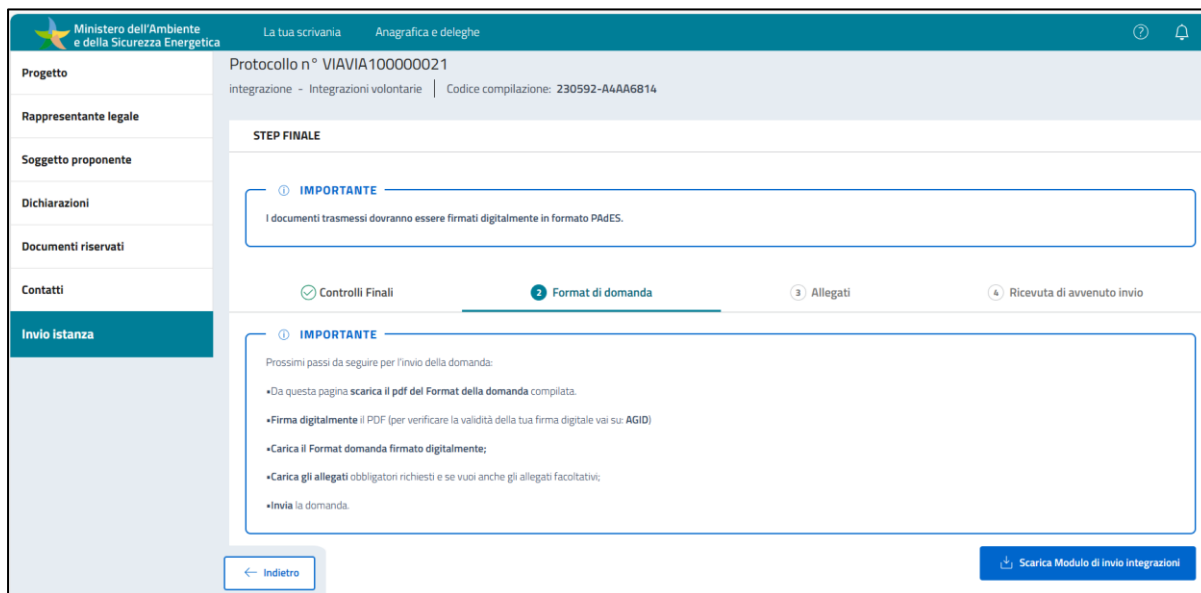 Ministero dell'Ambiente
e della Sicurezza Energetica
La tua scrivania
Anagrafica e deleghe
Progetto
Rappresentante legale
Soggetto proponente
Dichiarazioni
Documenti riservati
Contatti
Invio istanza
Protocollo n° VIAVIA100000021
integrazione - Integrazioni volontarie | Codice compilazione: 230592-A4AA6814
STEP FINALE
IMPORTANTE
I documenti trasmessi dovranno essere firmati digitalmente in formato PAdES.
Controlli Finali
2 Format di domanda
3 Allegati
4 Ricevuta di avvenuto invio
IMPORTANTE
Prossimi passi da seguire per l'invio della domanda:
•Da questa pagina scarica il pdf del Format della domanda compilata.
•Firma digitalmente il PDF (per verificare la validità della tua firma digitale vai su: AGID)
•Carica il Format domanda firmato digitalmente;
•Carica gli allegati obbligatori richiesti e se vuoi anche gli allegati facoltativi;
•Invia la domanda.
← Indietro
Scarica Modulo di invio integrazioni